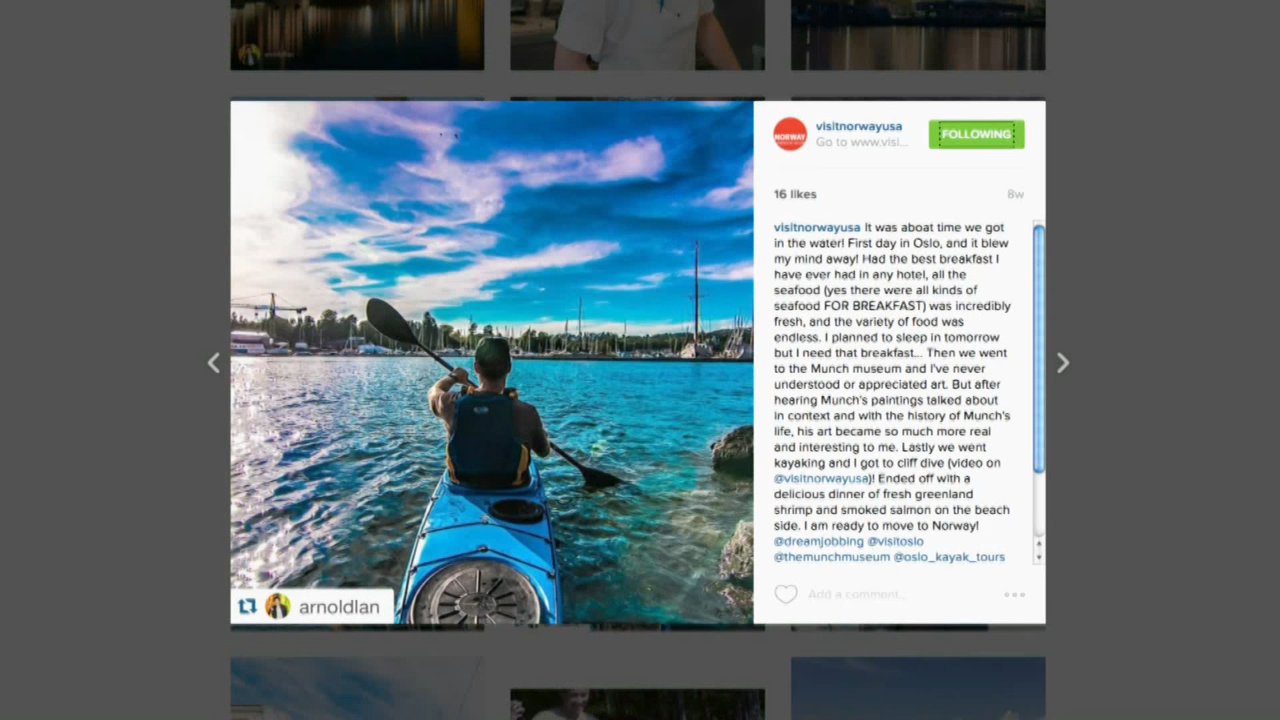 visitnorwayusa
NORWAY
Go to www.visi...
FOLLOWING
16 likes
8w
visitnorwayusa It was aboat time we got
in the water! First day in Oslo, and it blew
my mind away! Had the best breakfast I
have ever had in any hotel, all the
seafood (yes there were all kinds of
seafood FOR BREAKFAST) was incredibly
fresh, and the variety of food was
endless. I planned to sleep in tomorrow
but I need that breakfast... Then we went
to the Munch museum and I've never
understood or appreciated art. But after
hearing Munch's paintings talked about
in context and with the history of Munch's
life, his art became so much more real
and interesting to me. Lastly we went
kayaking and I got to cliff dive (video on
@visitnorwayusa)! Ended off with a
delicious dinner of fresh greenland
shrimp and smoked salmon on the beach
side. I am ready to move to Norway!
@dreamjobbing @visitoslo
@themunchmuseum @oslo_kayak_tours
Add a comment...
arnoldlan